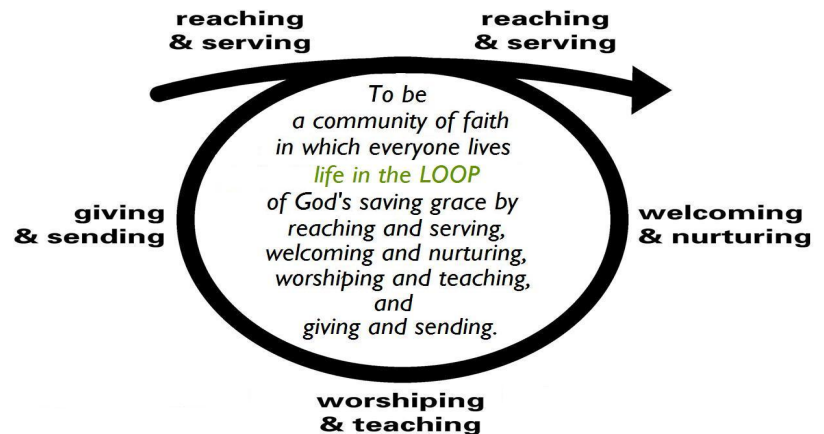 reaching
& serving
reaching
& serving
To be
a community of faith
in which everyone lives
life in the LOOP
of God's saving grace by
reaching and serving,
welcoming and nurturing,
worshiping and teaching,
and
giving and sending.
giving
& sending
welcoming
& nurturing
worshiping
& teaching